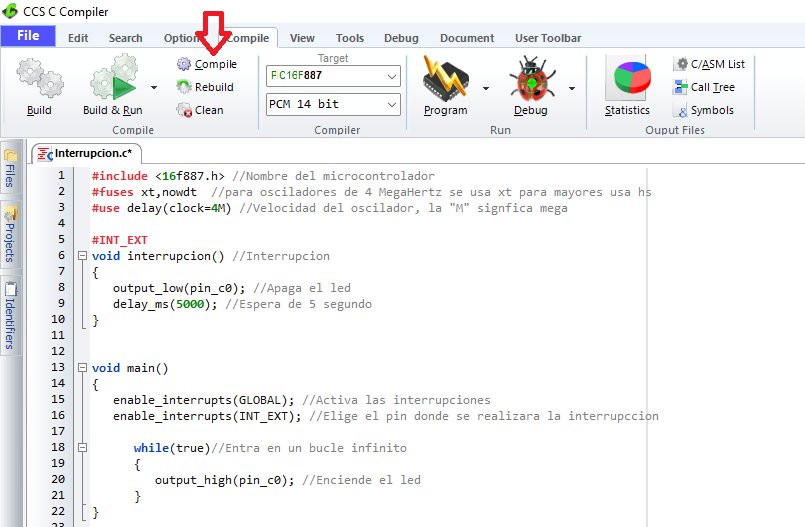 CCS C Compiler
File Edit Search Options Compile View Tools Debug Document User Toolbar
Build
Build & Run
Compile
Rebuild
Clean
Compile
Target
PIC16F887
PCM 14 bit
Compiler
Program
Debug
Run
Statistics
C/ASM List
Call Tree
Symbols
Ouput Files
Files
Projects
Identifiers
Interrupcion.c*
1 #include <16f887.h> //Nombre del microcontrolador
2 #fuses xt,nowdt //para osciladores de 4 MegaHertz se usa xt para mayores usa hs
3 #use delay(clock=4M) //Velocidad del oscilador, la "M" signfica mega
4
5 #INT_EXT
6 void interrupcion() //Interrupcion
7 {
8 output_low(pin_c0); //Apaga el led
9 delay_ms(5000); //Espera de 5 segundo
10 }
11
12
13 void main()
14 {
15 enable_interrupts(GLOBAL); //Activa las interrupciones
16 enable_interrupts(INT_EXT); //Elige el pin donde se realizara la interrupccion
17
18 while(true)//Entra en un bucle infinito
19 {
20 output_high(pin_c0); //Enciende el led
21 }
22 }
23